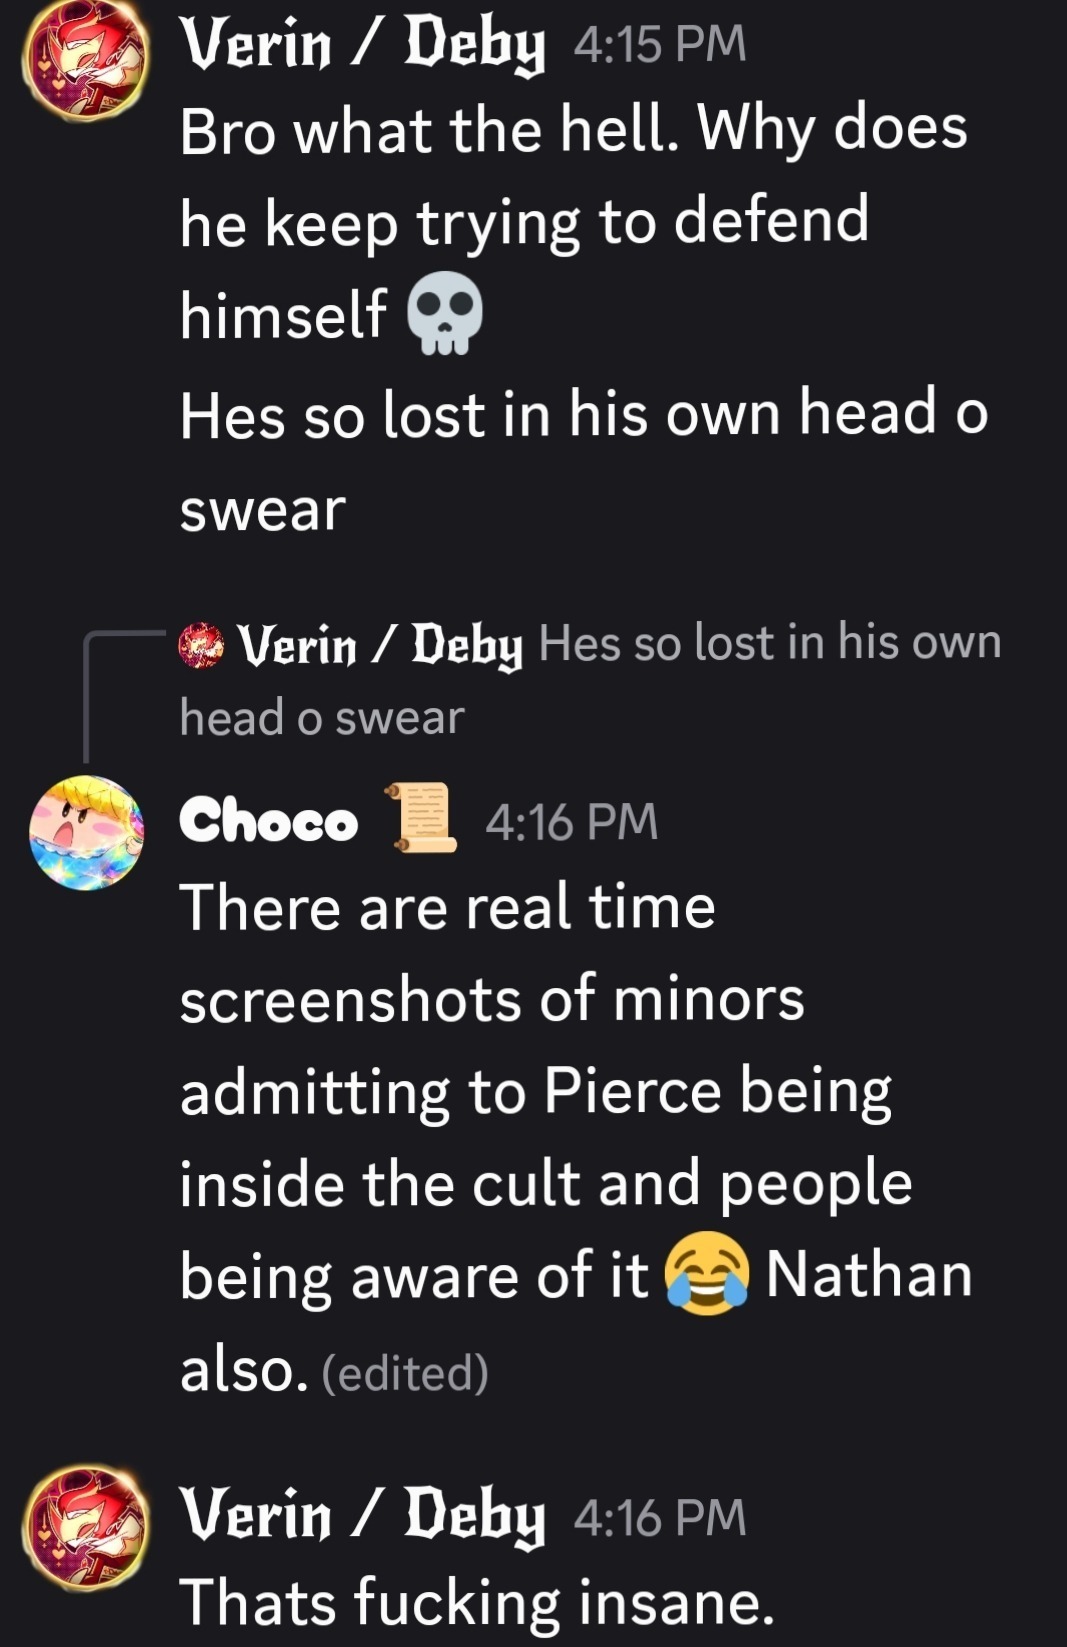 Verin / Deby 4:15 PM
Bro what the hell. Why does
he keep trying to defend
himself 💀
Hes so lost in his own head o
swear
Verin / Deby Hes so lost in his own
head o swear
Choco 📜 4:16 PM
There are real time
screenshots of minors
admitting to Pierce being
inside the cult and people
being aware of it 😂 Nathan
also. (edited)
Verin / Deby 4:16 PM
Thats fucking insane.